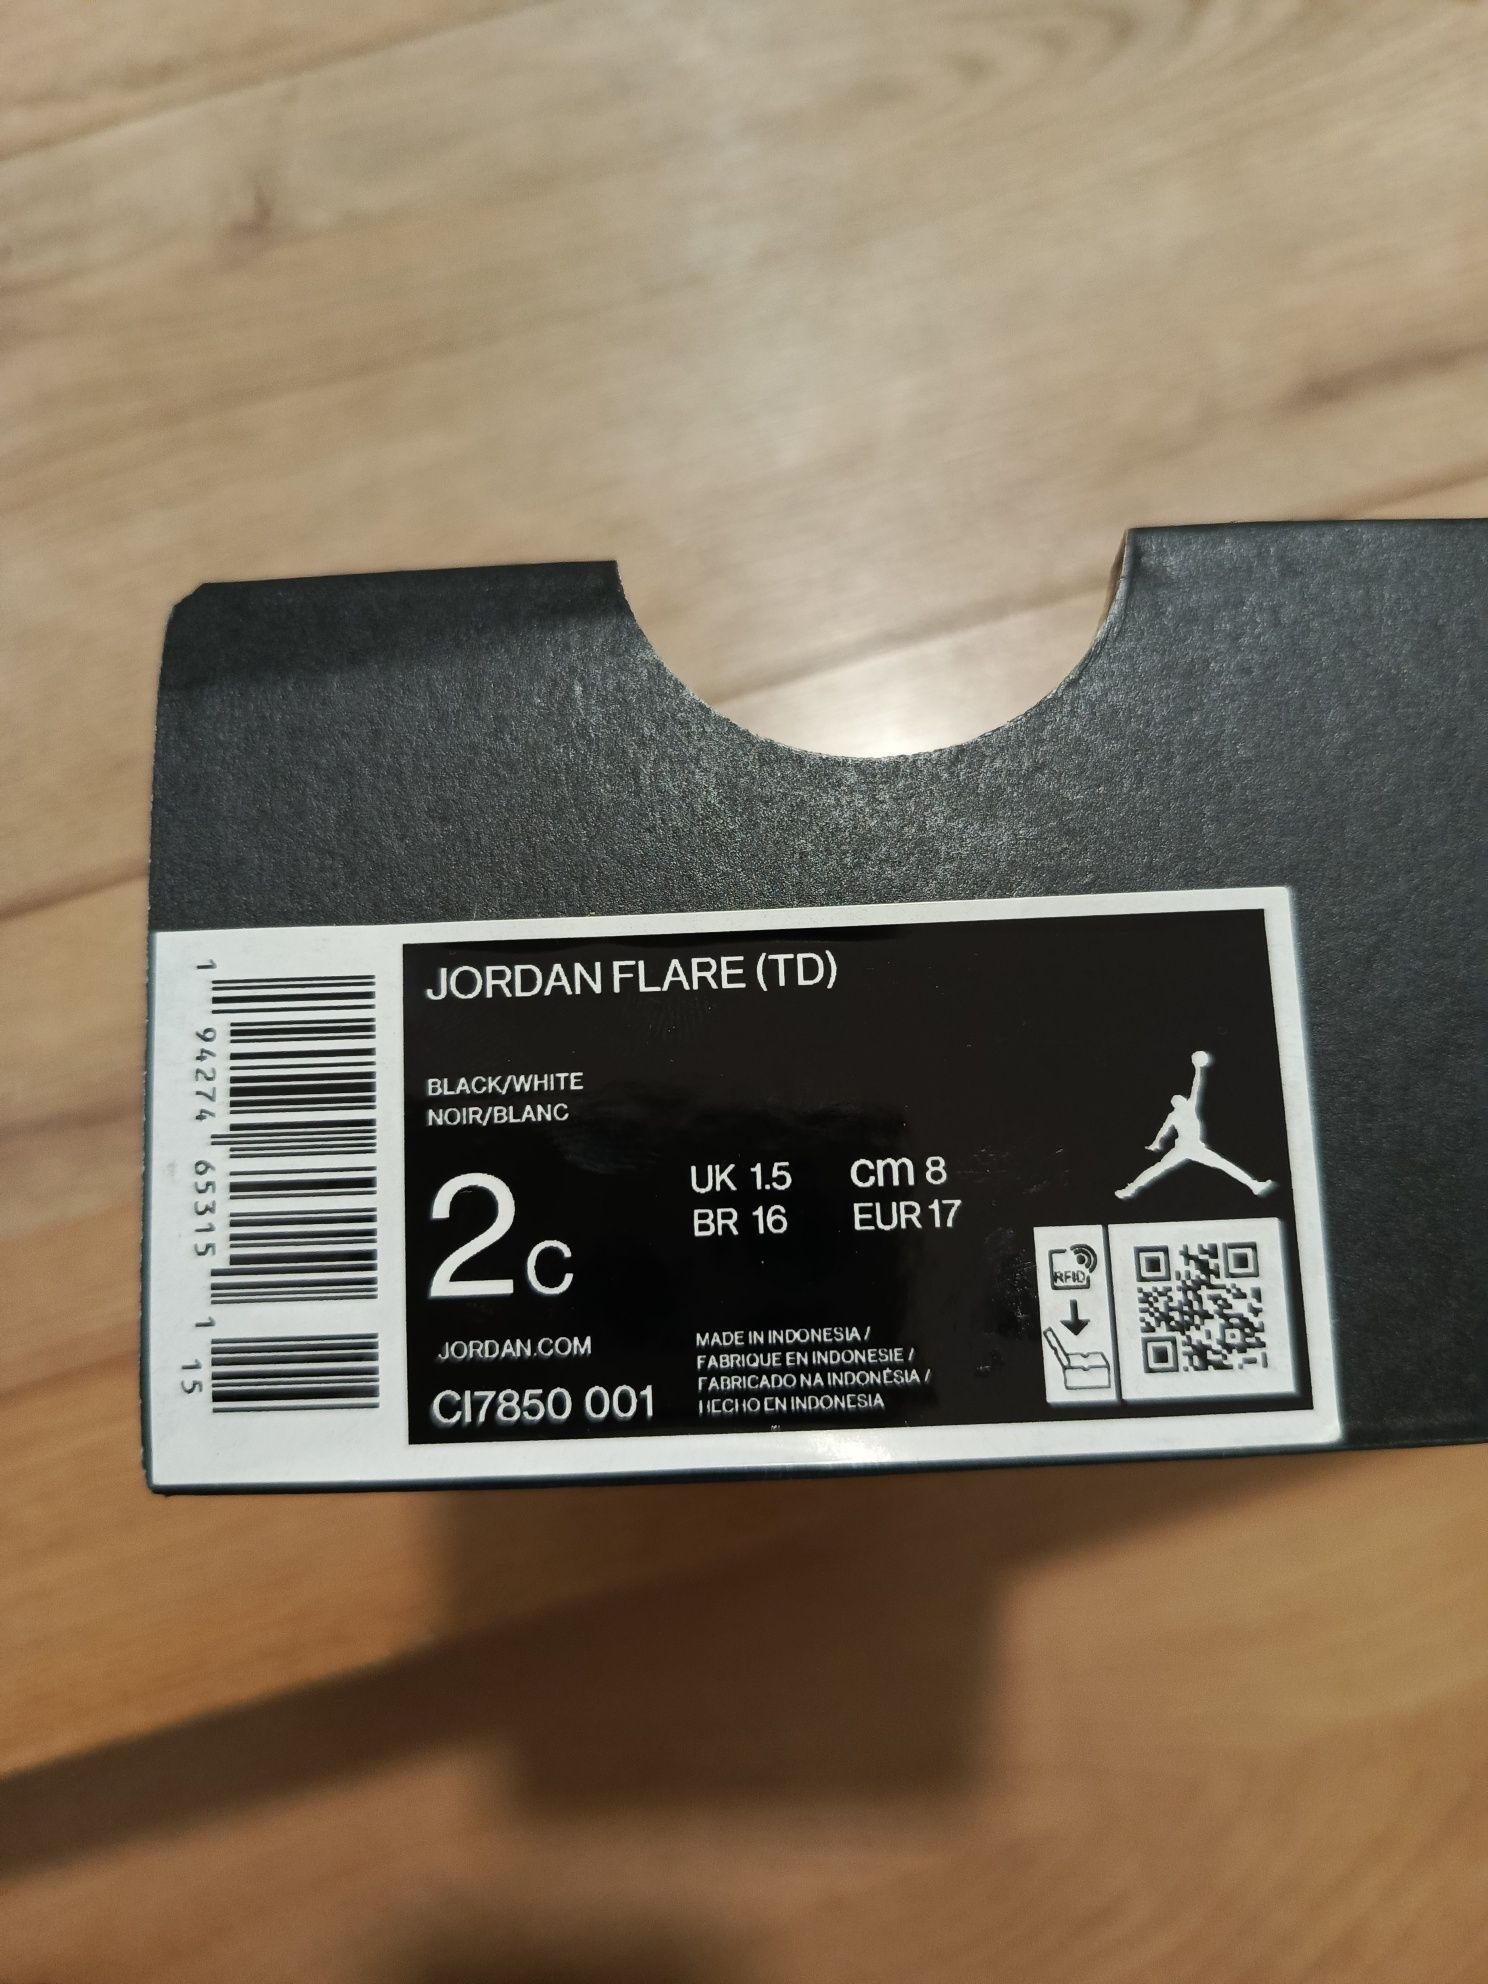 JORDAN FLARE (TD)
BLACK/WHITE
NOIR/BLANC
2C
UK 1.5
cm 8
BR 16
EUR 17
JORDAN.COM
CI7850 001
MADE IN INDONESIA /
FABRIQUE EN INDONESIE /
FABRICADO NA INDONÉSIA /
HECHO EN INDONESIA
RFID
1 94274 65315 1 15